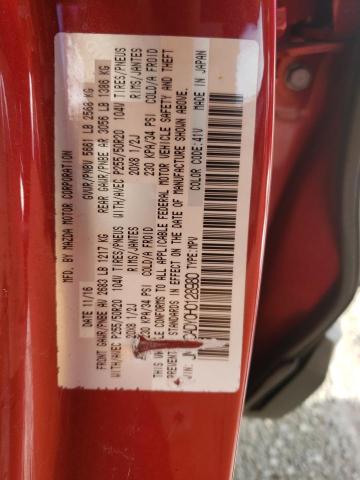 MFD. BY MAZDA MOTOR CORPORATION
DATE: 11/16 GVWR/PNBV 5661 LB 2568 KG
FRONT GAWR/PNBE AV 2683 LB 1217 KG REAR GAWR/PNBE AR 3056 LB 1386 KG
WITH/AVEC P255/50R20 104V TIRES/PNEUS WITH/AVEC P255/50R20 104V TIRES/PNEUS
20X8 1/2J RIMS/JANTES 20X8 1/2J RIMS/JANTES
230 KPA/34 PSI COLD/A FROID 230 KPA/34 PSI COLD/A FROID
THIS VEHICLE CONFORMS TO ALL APPLICABLE FEDERAL MOTOR VEHICLE SAFETY AND THEFT
PREVENTION STANDARDS IN EFFECT ON THE DATE OF MANUFACTURE SHOWN ABOVE.
TYPE: MPV COLOR CODE: 41V MADE IN JAPAN